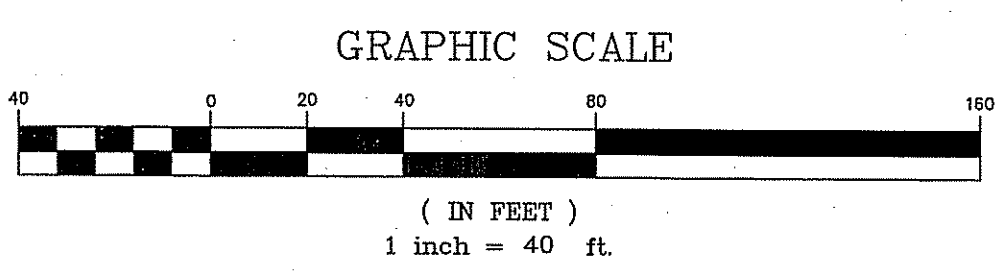 GRAPHIC SCALE
40 0 20 40 80 160
( IN FEET )
1 inch = 40 ft.